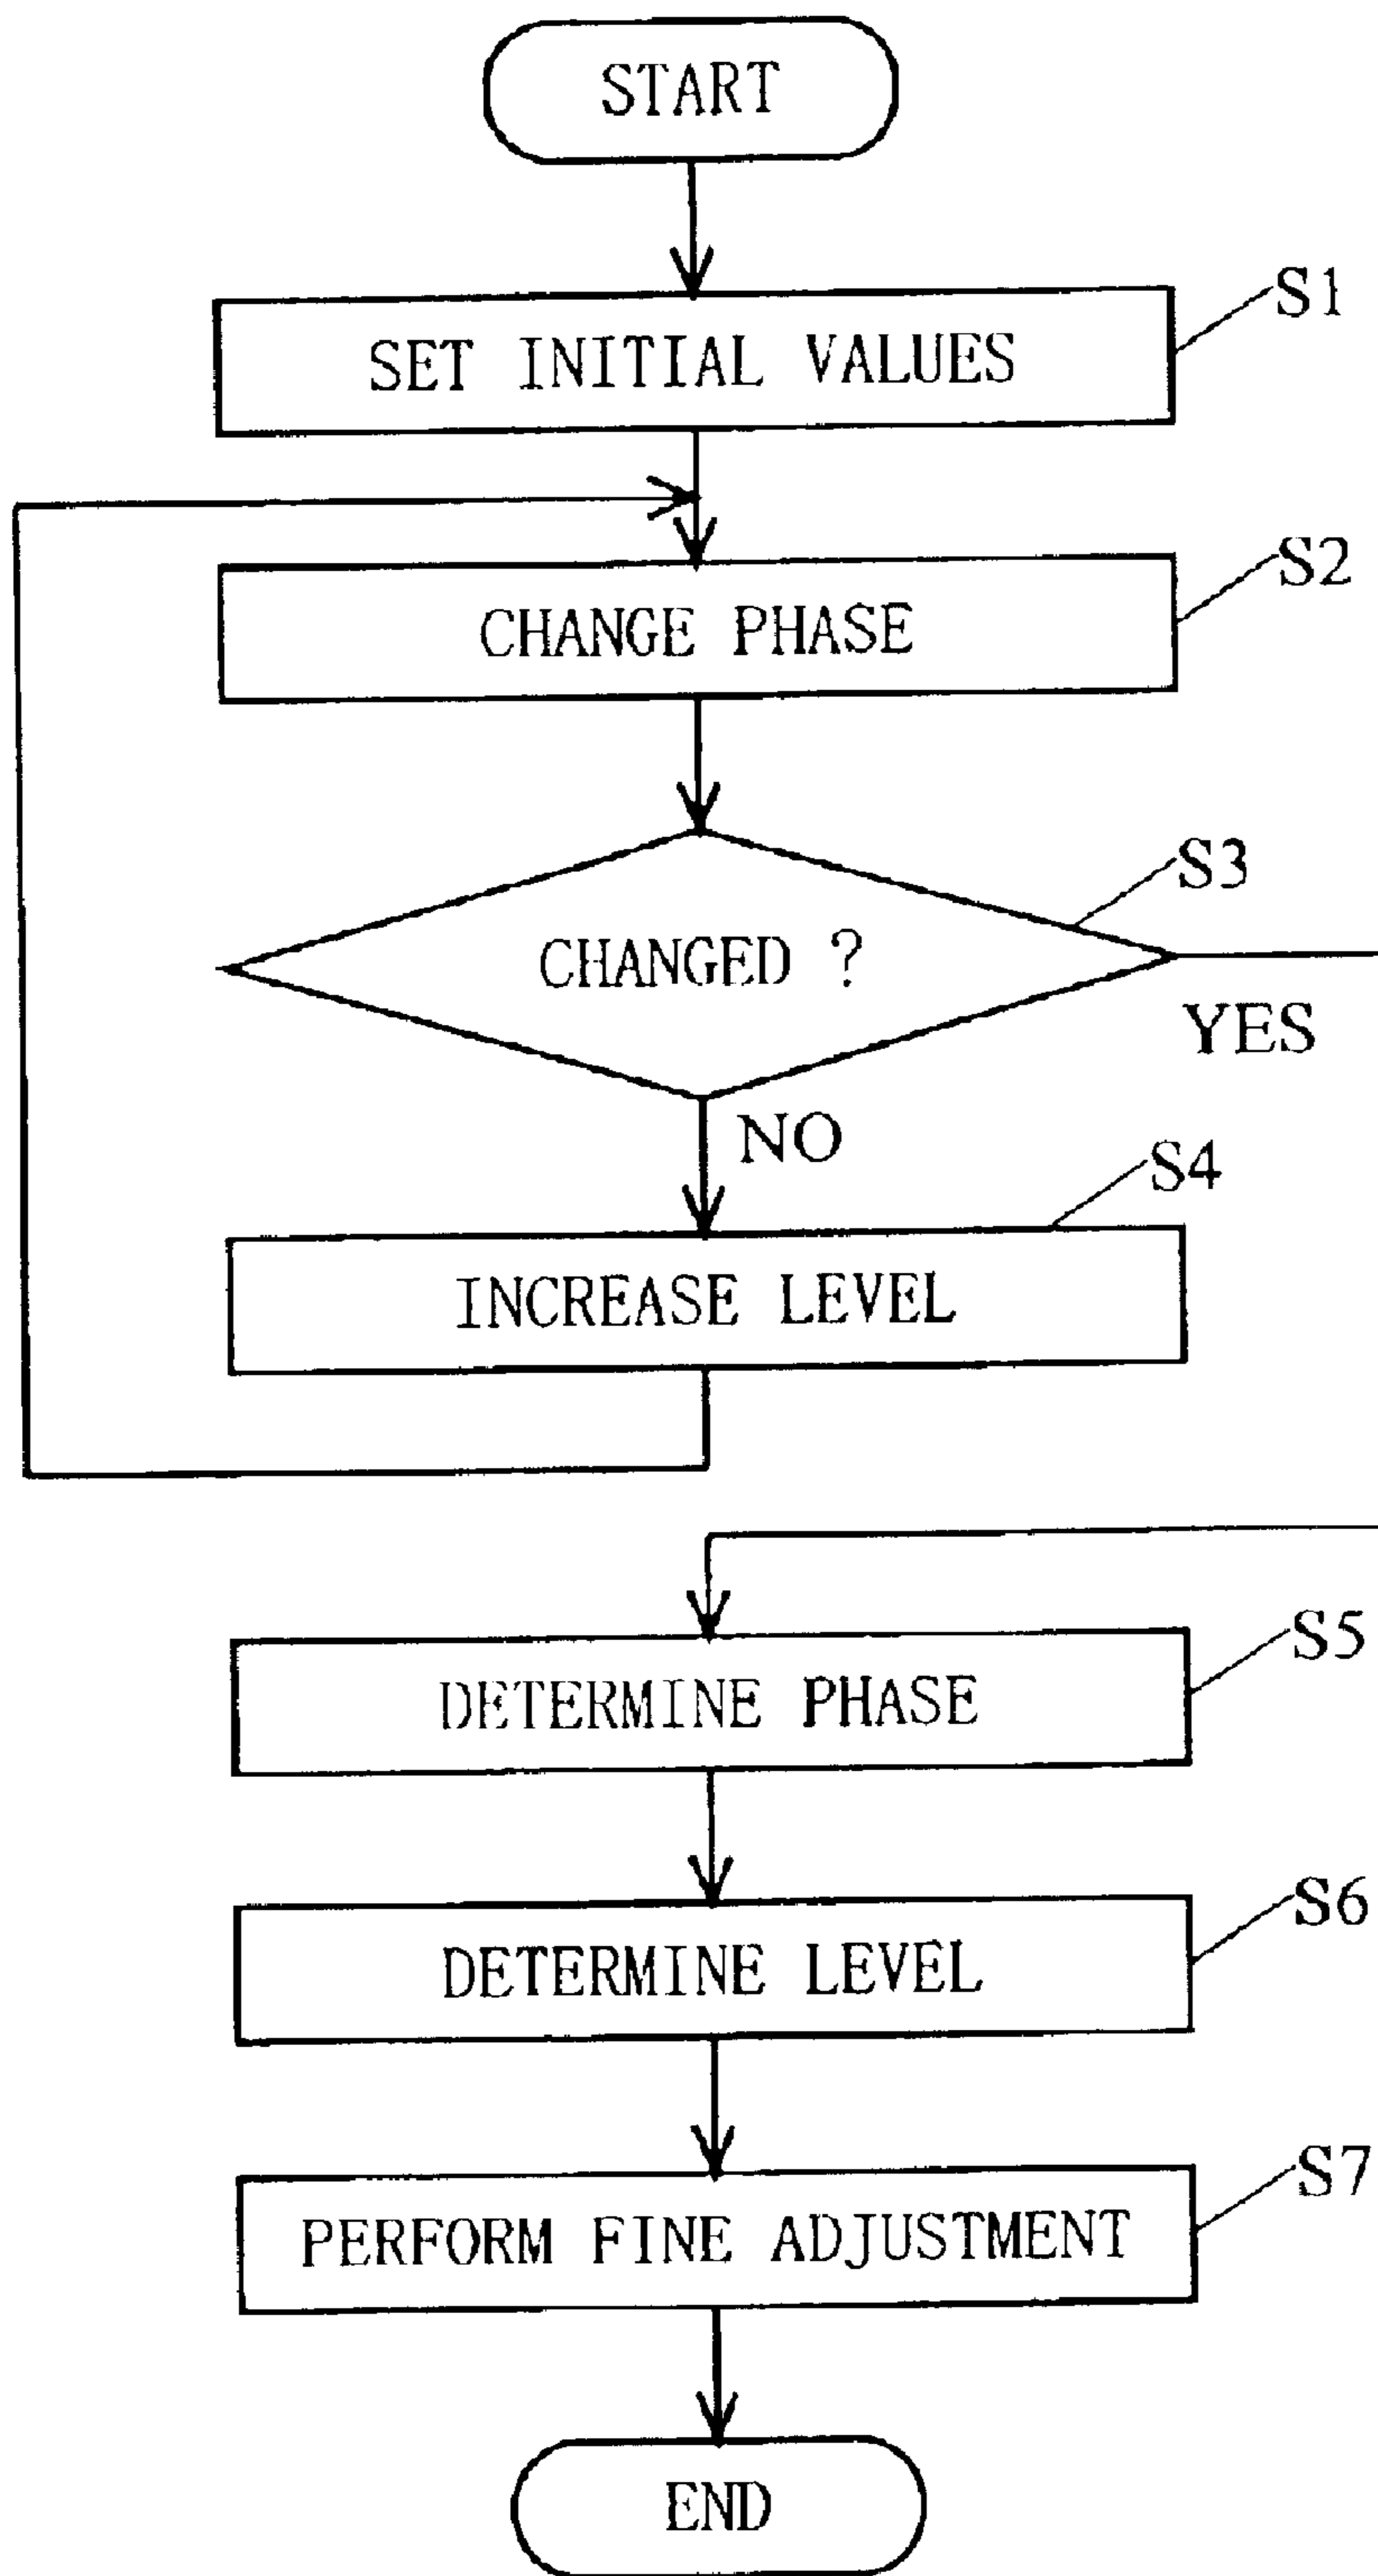 START
S1
SET INITIAL VALUES
S2
CHANGE PHASE
S3
CHANGED ?
YES
NO
S4
INCREASE LEVEL
S5
DETERMINE PHASE
S6
DETERMINE LEVEL
S7
PERFORM FINE ADJUSTMENT
END